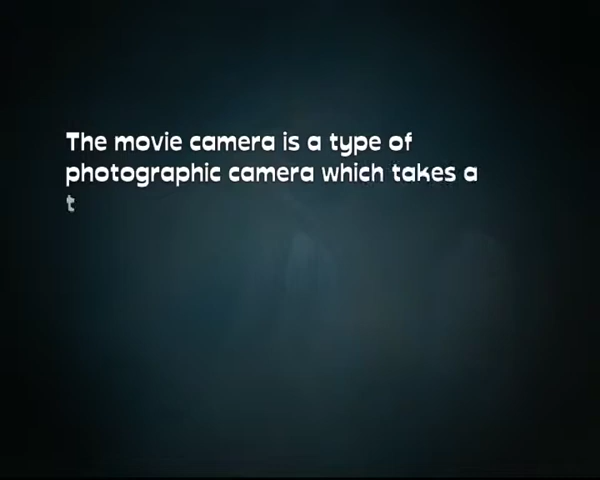 The movie camera is a type of
photographic camera which takes a
t